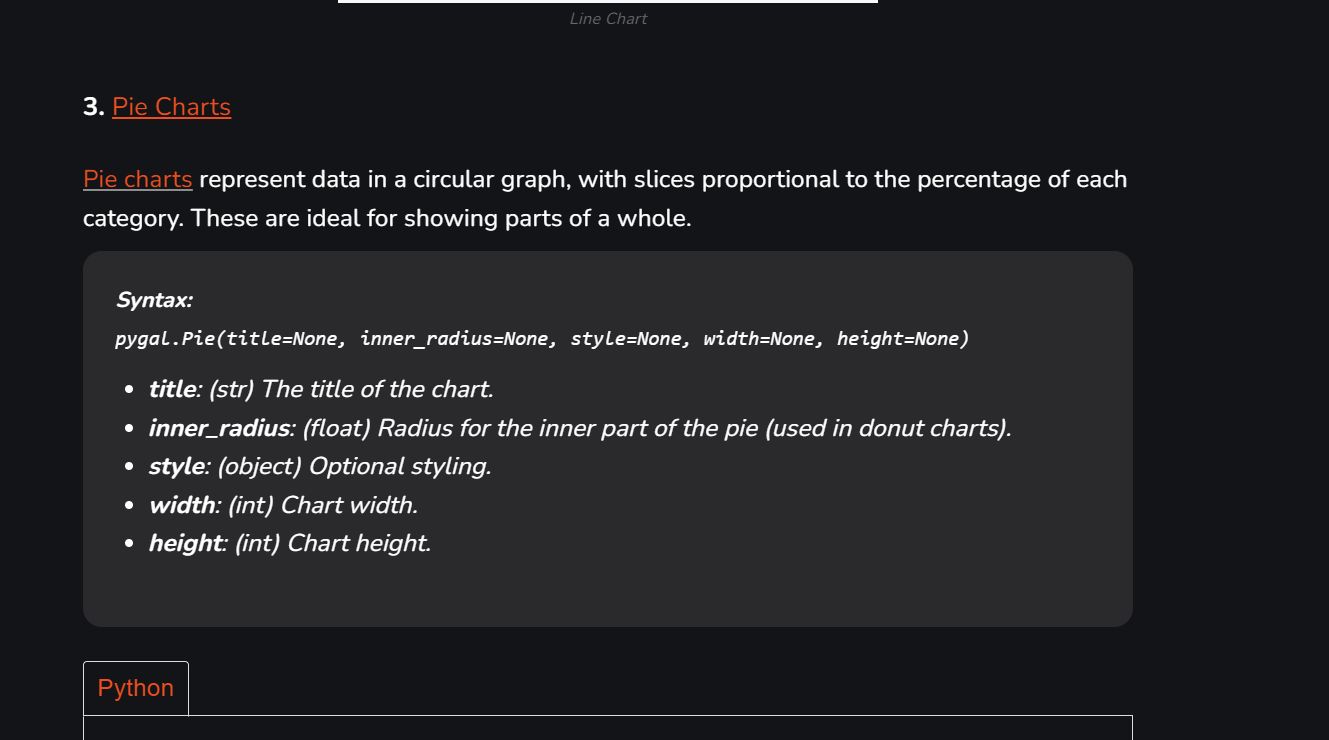 Line Chart
3. Pie Charts
Pie charts represent data in a circular graph, with slices proportional to the percentage of each
category. These are ideal for showing parts of a whole.
Syntax:
pygal.Pie(title=None, inner_radius=None, style=None, width=None, height=None)
• title: (str) The title of the chart.
• inner_radius: (float) Radius for the inner part of the pie (used in donut charts).
• style: (object) Optional styling.
• width: (int) Chart width.
• height: (int) Chart height.
Python